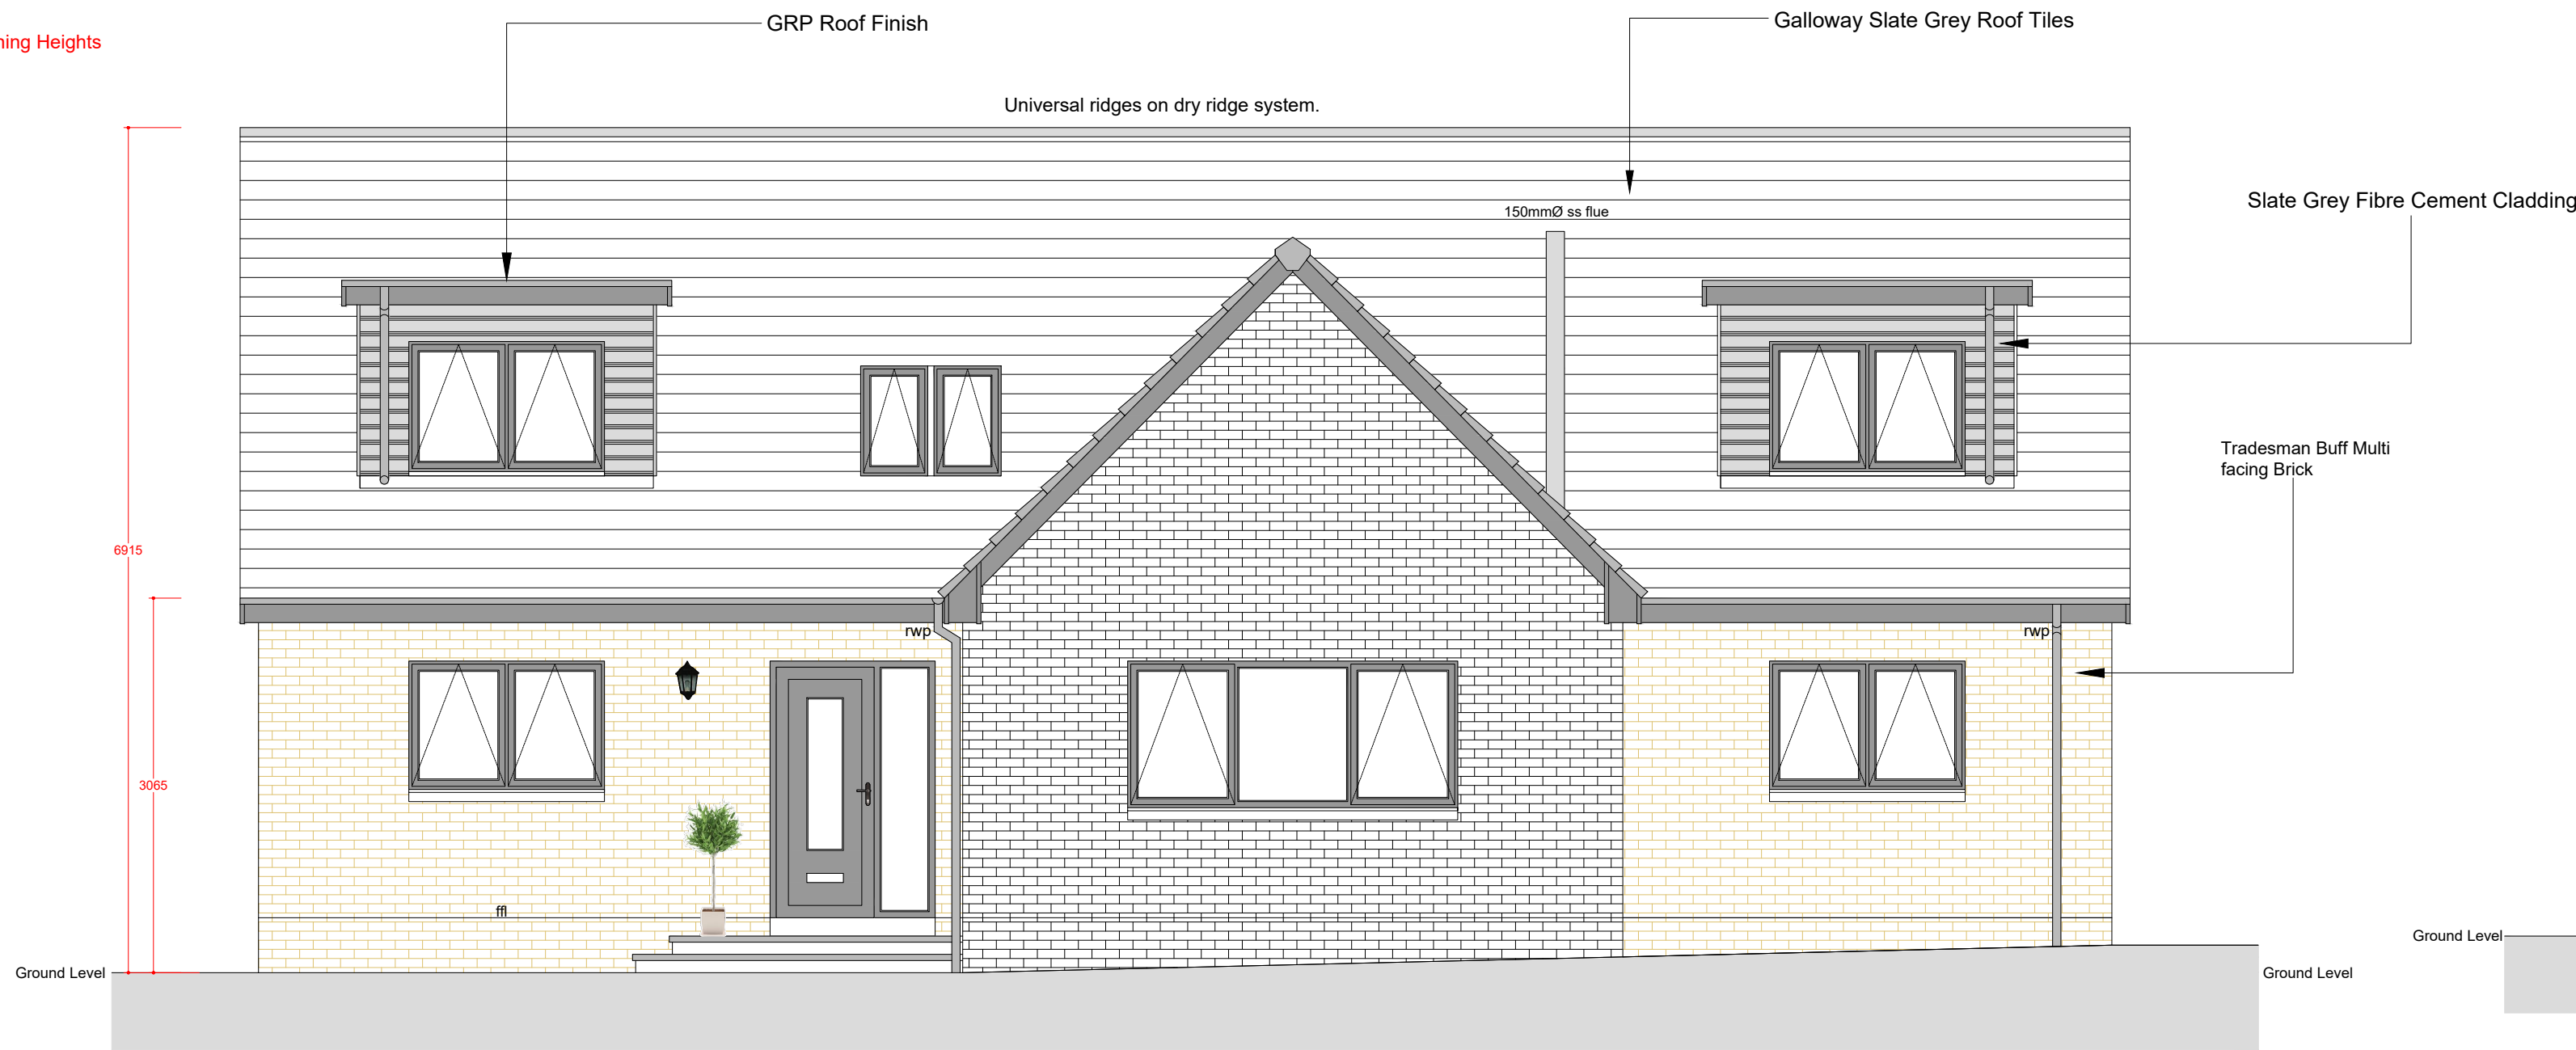 GRP Roof Finish
Galloway Slate Grey Roof Tiles
ning Heights
Universal ridges on dry ridge system.
Slate Grey Fibre Cement Cladding
150mmØ ss flue
Tradesman Buff Multi
facing Brick
6915
rwp
rwp
3065
ffl
Ground Level
Ground Level
Ground Level